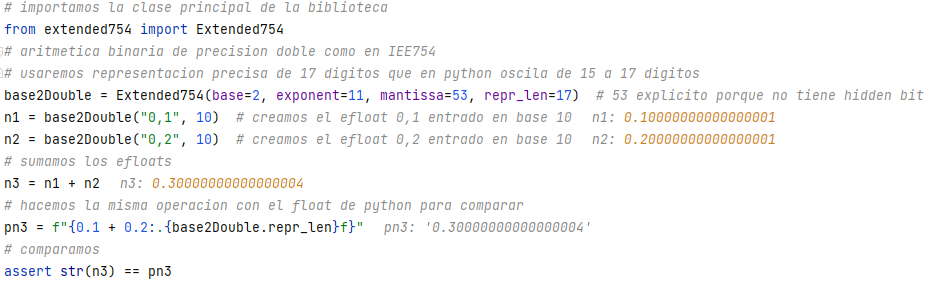 # importamos la clase principal de la biblioteca
from extended754 import Extended754
# aritmetica binaria de precision doble como en IEE754
# usaremos representacion precisa de 17 digitos que en python oscila de 15 a 17 digitos
base2Double = Extended754(base=2, exponent=11, mantissa=53, repr_len=17)  # 53 explicito porque no tiene hidden bit
n1 = base2Double("0,1", 10)  # creamos el efloat 0,1 entrado en base 10   n1: 0.10000000000000001
n2 = base2Double("0,2", 10)  # creamos el efloat 0,2 entrado en base 10   n2: 0.20000000000000001
# sumamos los efloats
n3 = n1 + n2   n3: 0.30000000000000004
# hacemos la misma operacion con el float de python para comparar
pn3 = f"{0.1 + 0.2:.{base2Double.repr_len}f}"   pn3: '0.30000000000000004'
# comparamos
assert str(n3) == pn3